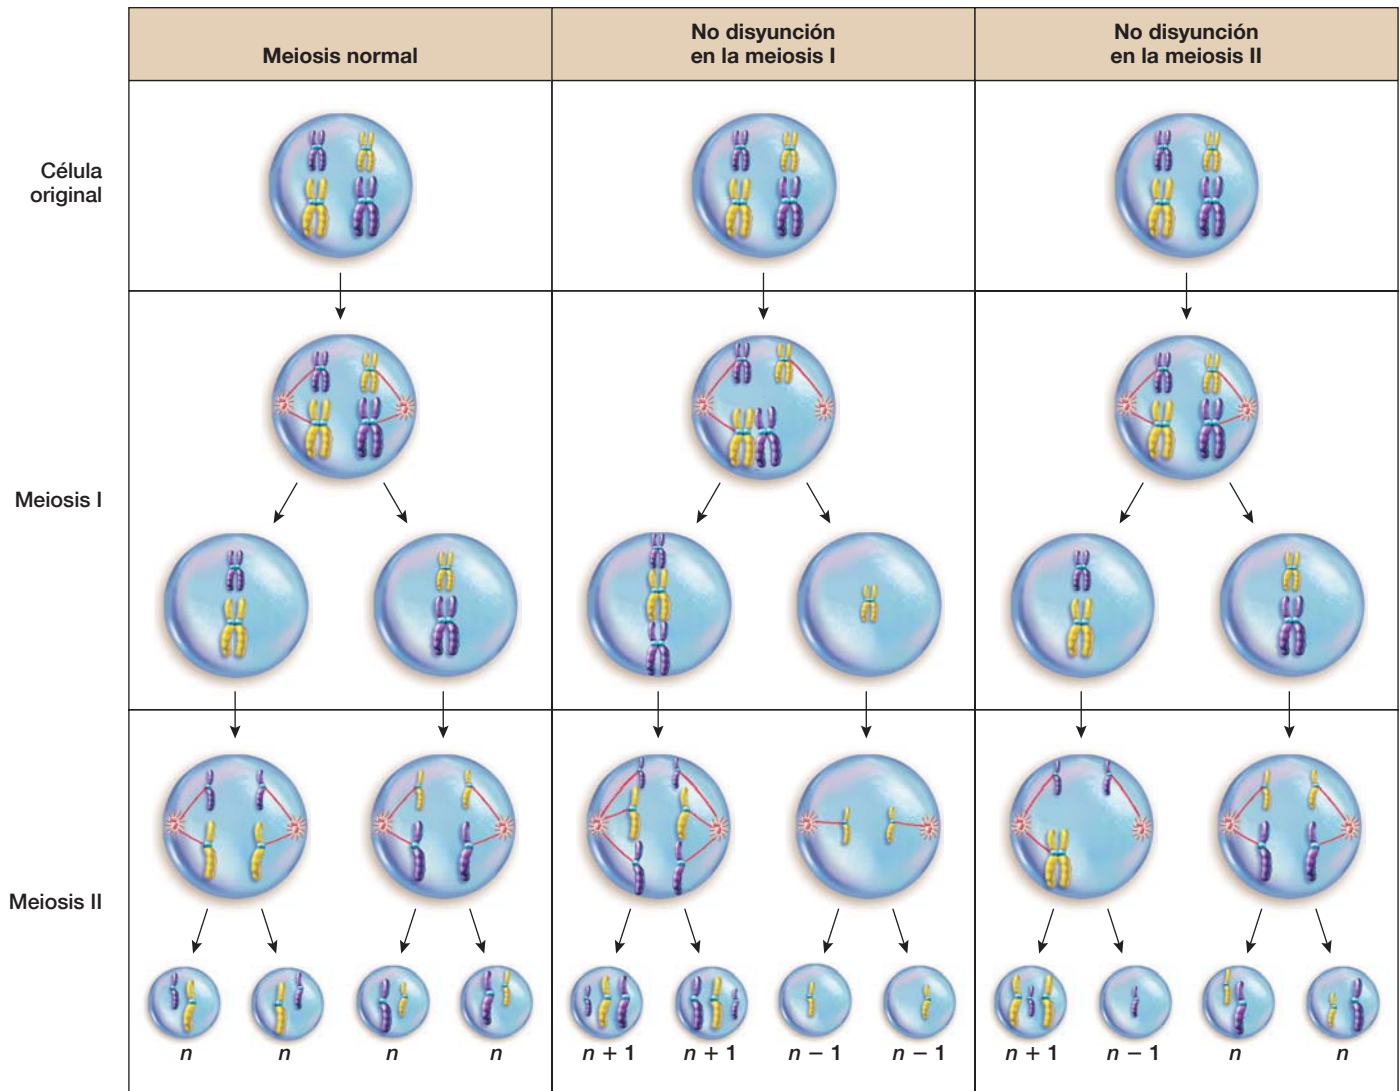 Meiosis normal
No disyunción
en la meiosis I
No disyunción
en la meiosis II
Célula
original
Meiosis I
Meiosis II
n
n
n
n
n + 1
n + 1
n − 1
n − 1
n + 1
n − 1
n
n